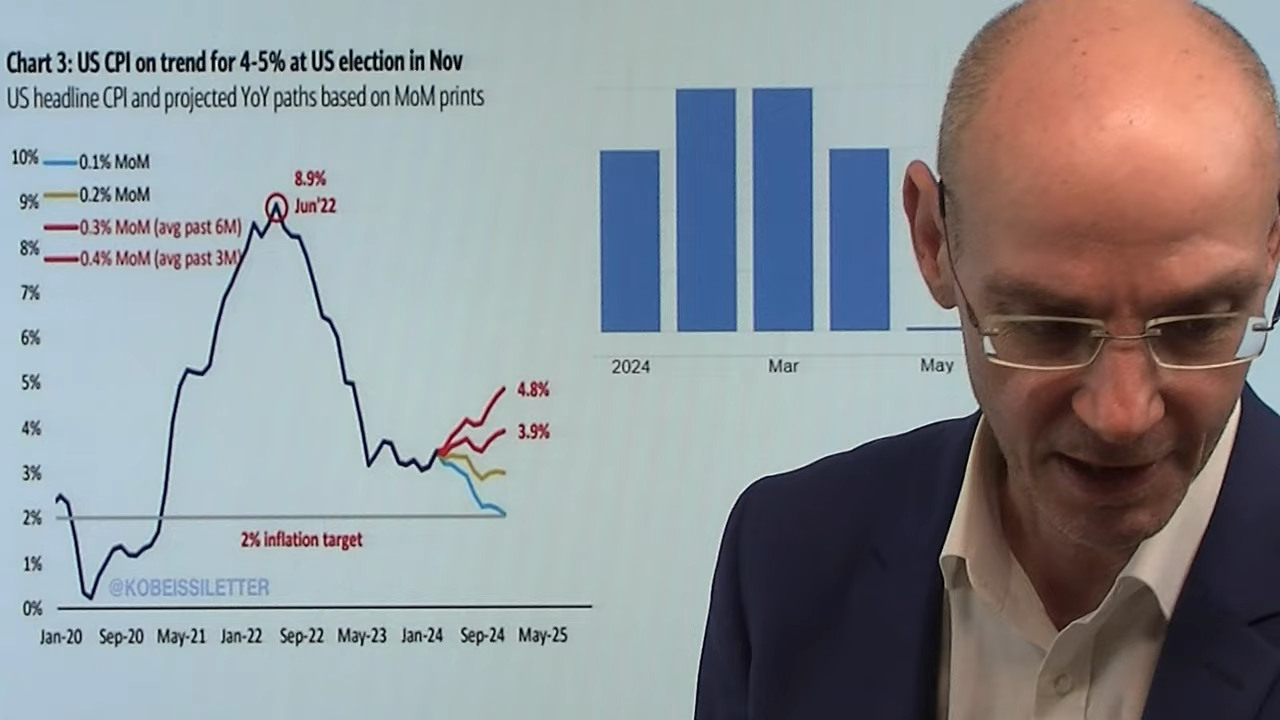 Chart 3: US CPI on trend for 4-5% at US election in Nov
US headline CPI and projected YoY paths based on MoM prints
10%
0.1% MoM
9%
0.2% MoM
8.9%
Jun'22
0.3% MoM (avg past 6M)
8%
0.4% MoM (avg past 3M)
7%
6%
5%
4%
3%
2%
1%
0%
4.8%
3.9%
2% inflation target
@KOBEISSILETTER
Jan-20 Sep-20 May-21 Jan-22 Sep-22 May-23 Jan-24 Sep-24 May-25
2024 Mar May